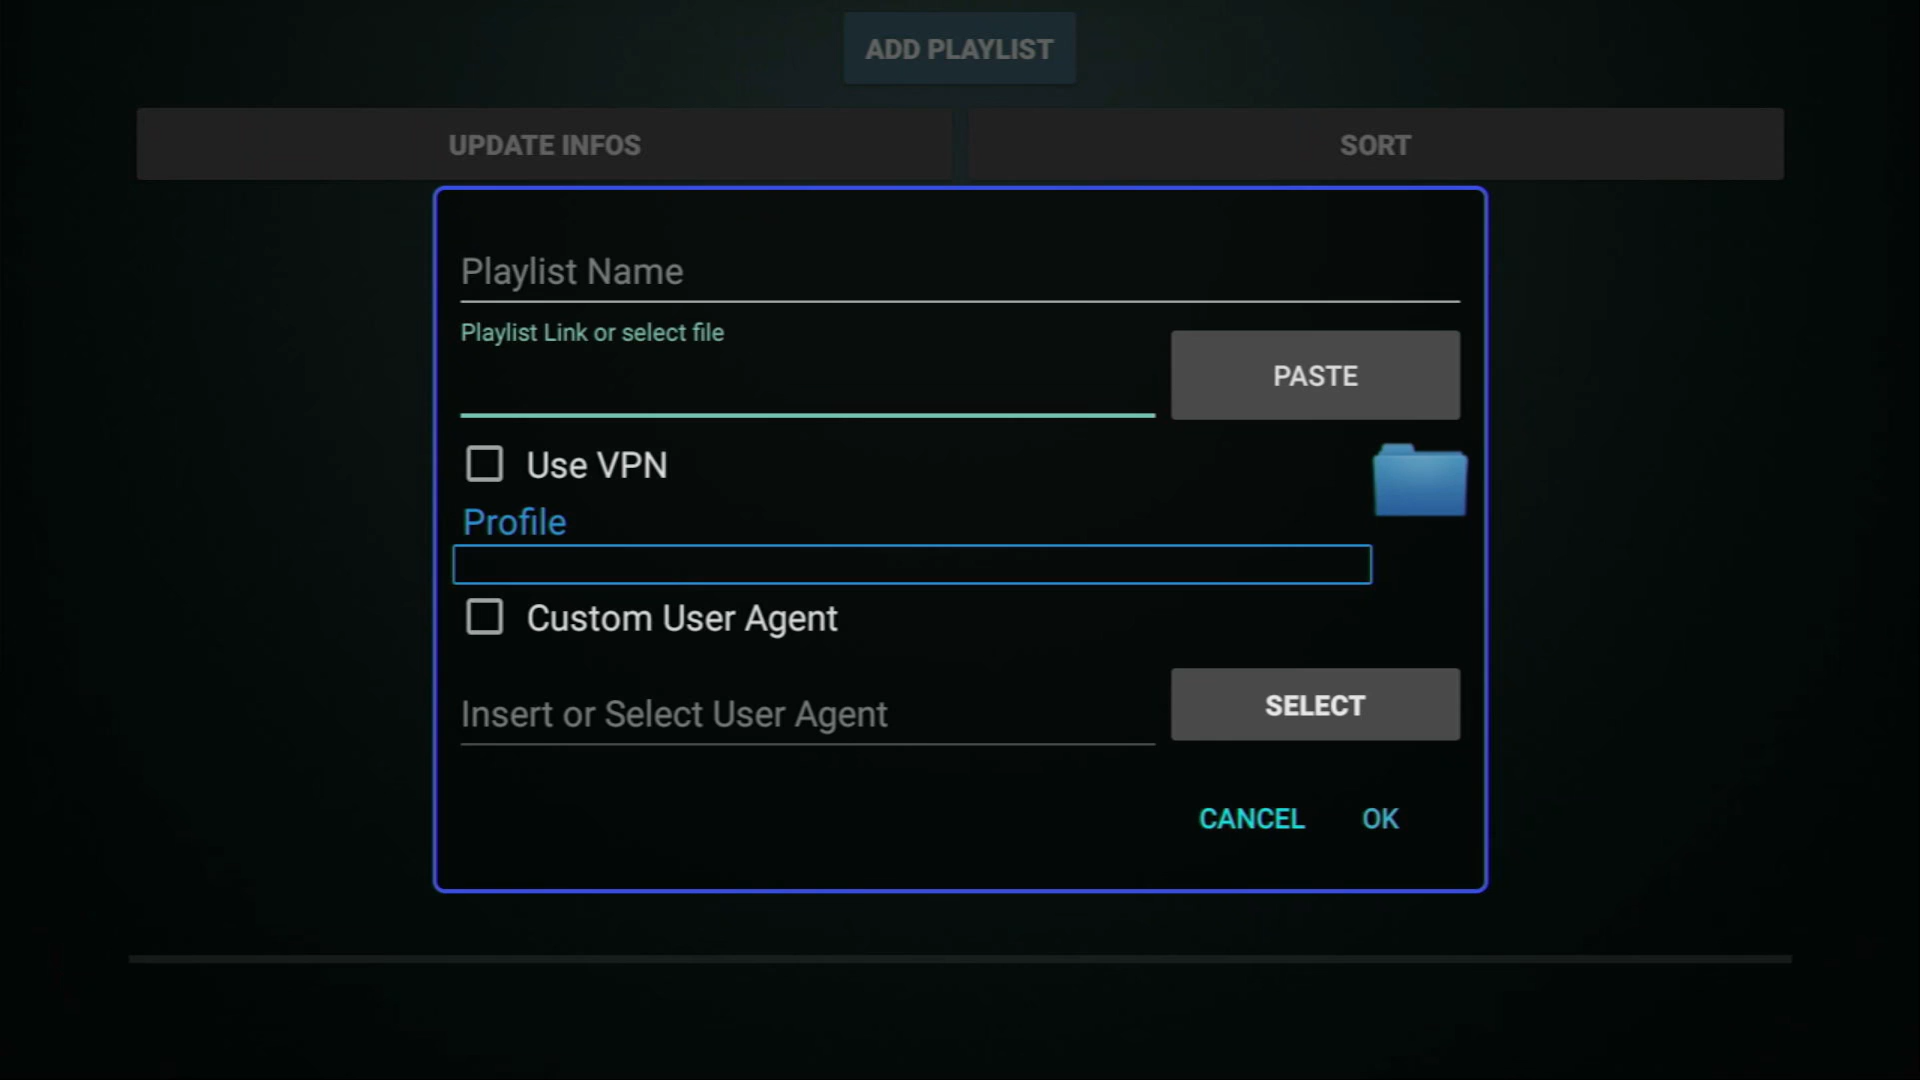 ADD PLAYLIST
UPDATE INFOS
SORT
Playlist Name
Playlist Link or select file
PASTE
Use VPN
Profile
Custom User Agent
Insert or Select User Agent
SELECT
CANCEL
OK